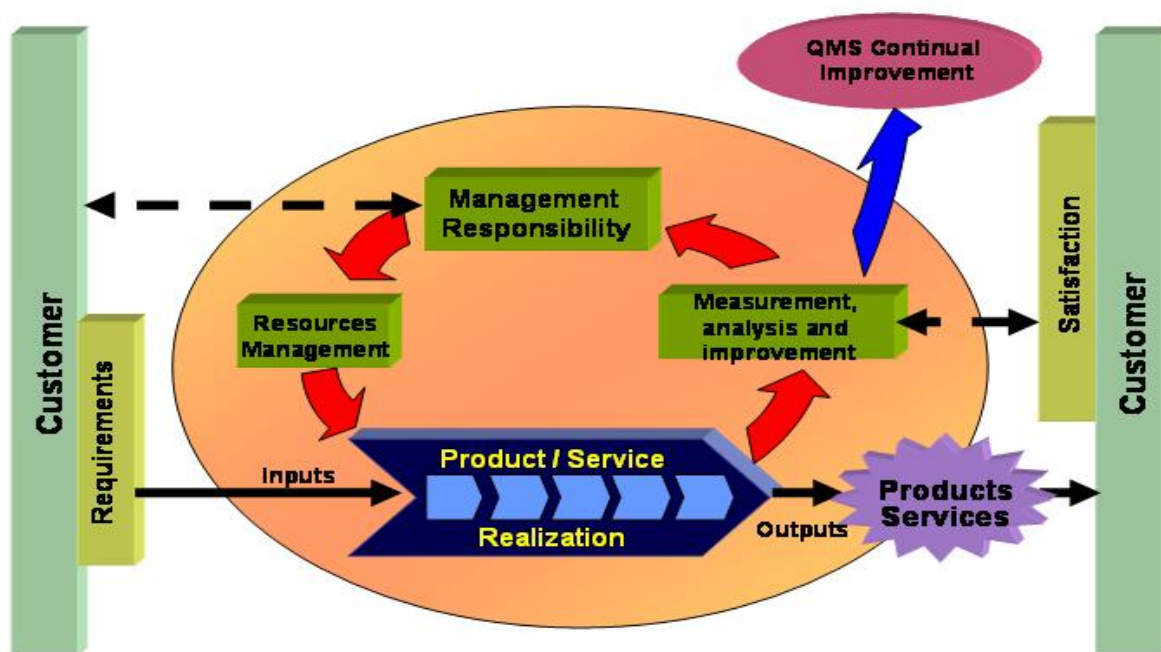 QMS Continual
Improvement
Management
Responsibility
Customer
Requirements
Resources
Management
Measurement,
analysis and
improvement
Satisfaction
Customer
Inputs
Product / Service
Realization
Outputs
Products
Services